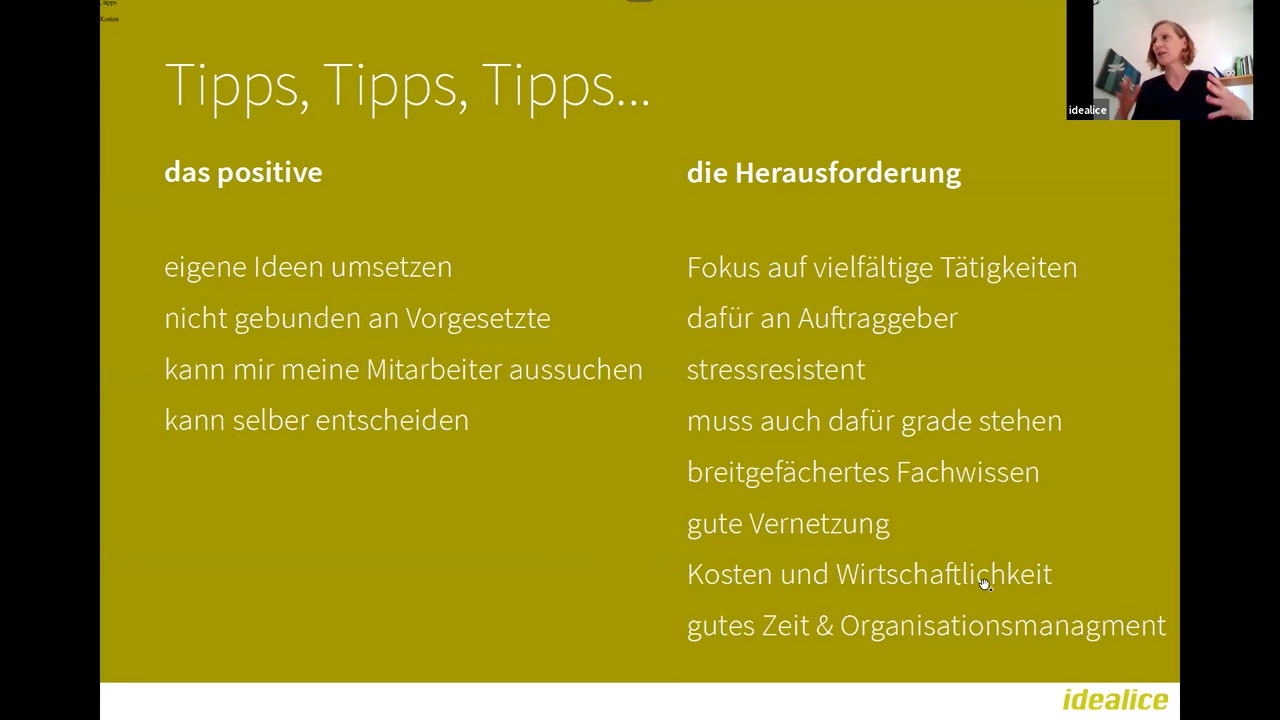 , Tipps
Kosten
Tipps, Tipps, Tipps...
das positive
eigene Ideen umsetzen
nicht gebunden an Vorgesetzte
kann mir meine Mitarbeiter aussuchen
kann selber entscheiden
die Herausforderung
Fokus auf vielfältige Tätigkeiten
dafür an Auftraggeber
stressresistent
muss auch dafür grade stehen
breitgefächertes Fachwissen
gute Vernetzung
Kosten und Wirtschaftlichkeit
gutes Zeit & Organisationsmanagment
idealice
idealice